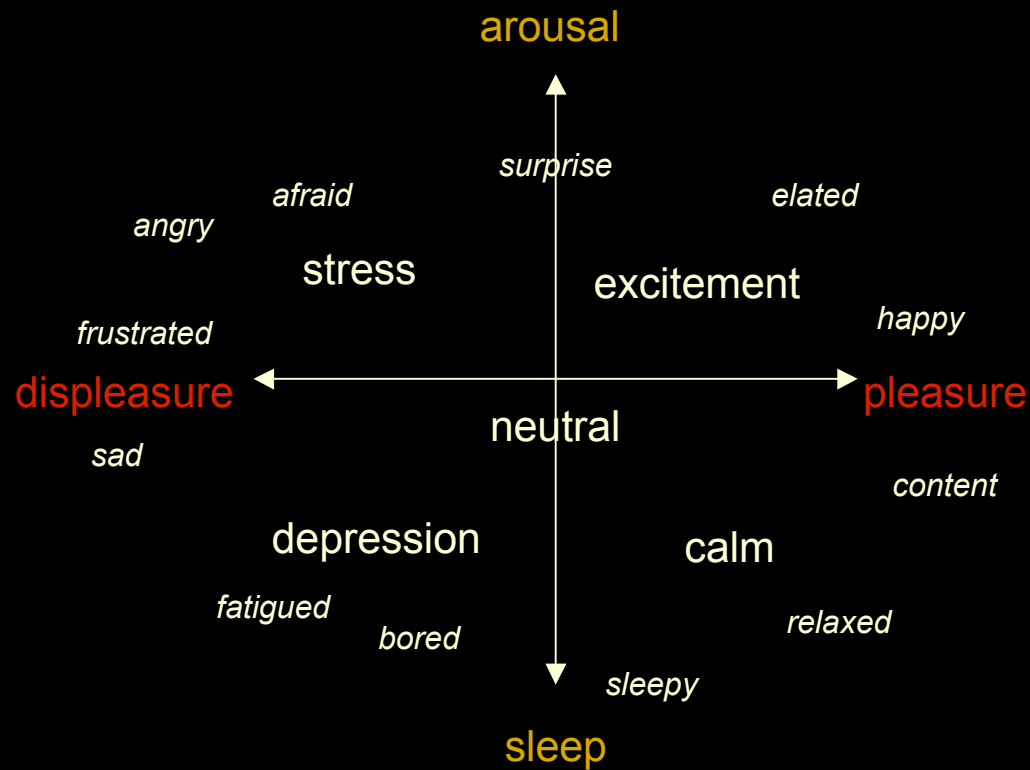 arousal
surprise
afraid
elated
angry
stress
excitement
happy
frustrated
displeasure
pleasure
neutral
sad
content
depression
calm
fatigued
relaxed
bored
sleepy
sleep